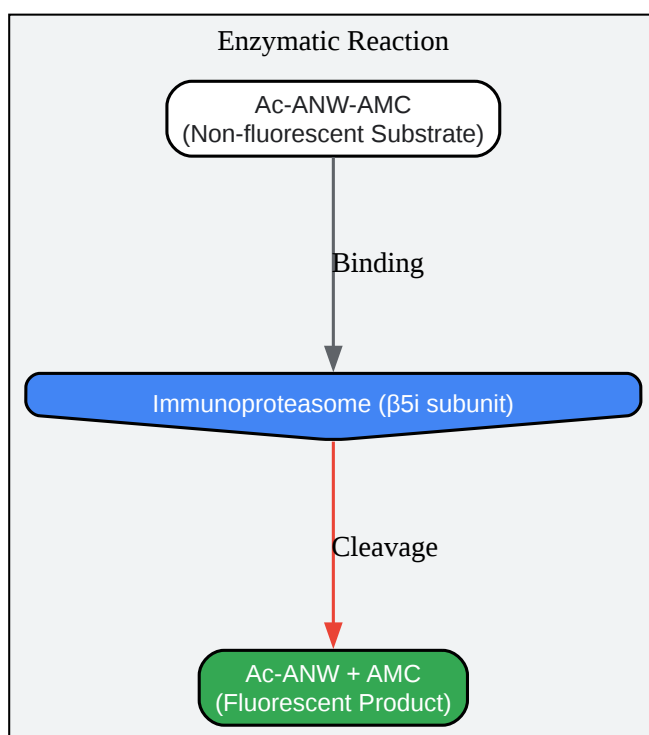 Enzymatic Reaction
Ac-ANW-AMC
(Non-fluorescent Substrate)
Binding
Immunoproteasome (β5i subunit)
Cleavage
Ac-ANW + AMC
(Fluorescent Product)